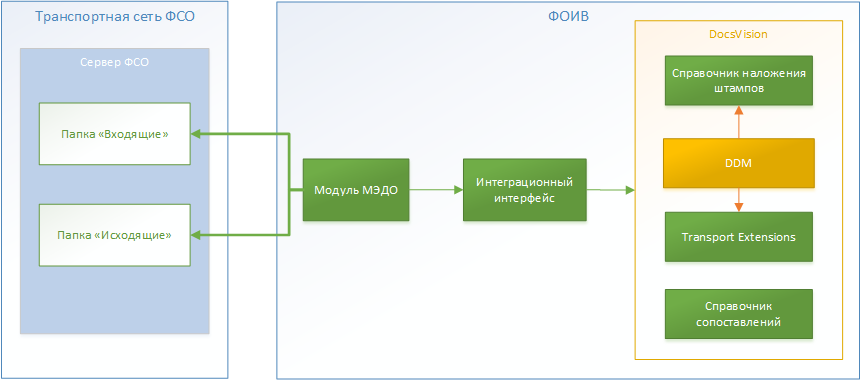 Транспортная сеть ФСО
Сервер ФСО
Папка «Входящие»
Папка «Исходящие»
ФОИВ
Модуль МЭДО
Интеграционный
интерфейс
DocsVision
Справочник наложения
штампов
DDM
Transport Extensions
Справочник
сопоставлений